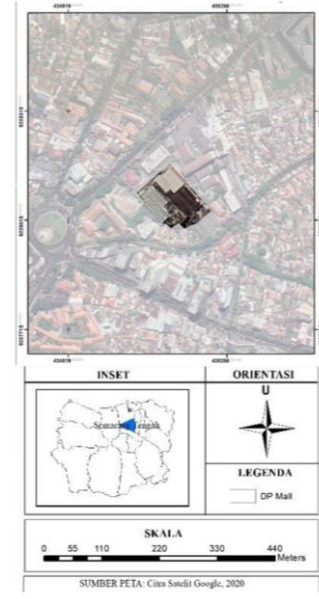 INSET
ORIENTASI
Semarang Tengah
U
LEGENDA
DP Mall
SKALA
0 55 110 220 330 440
Meters
SUMBER PETA: Citra Satelit Google, 2020